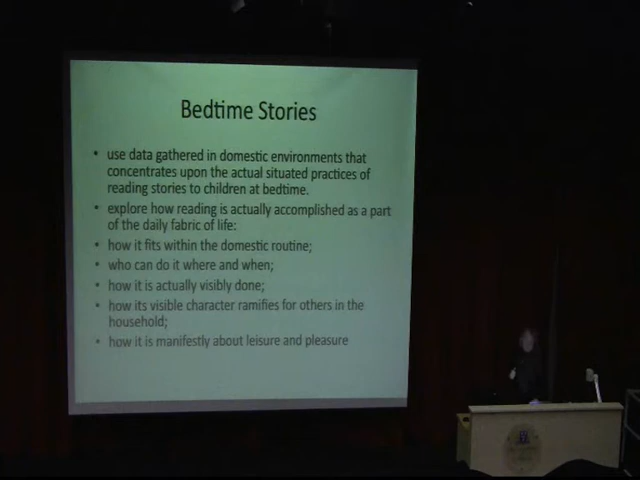 Bedtime Stories
• use data gathered in domestic environments that
concentrates upon the actual situated practices of
reading stories to children at bedtime.
• explore how reading is actually accomplished as a part
of the daily fabric of life:
• how it fits within the domestic routine;
• who can do it where and when;
• how it is actually visibly done;
• how its visible character ramifies for others in the
household;
• how it is manifestly about leisure and pleasure